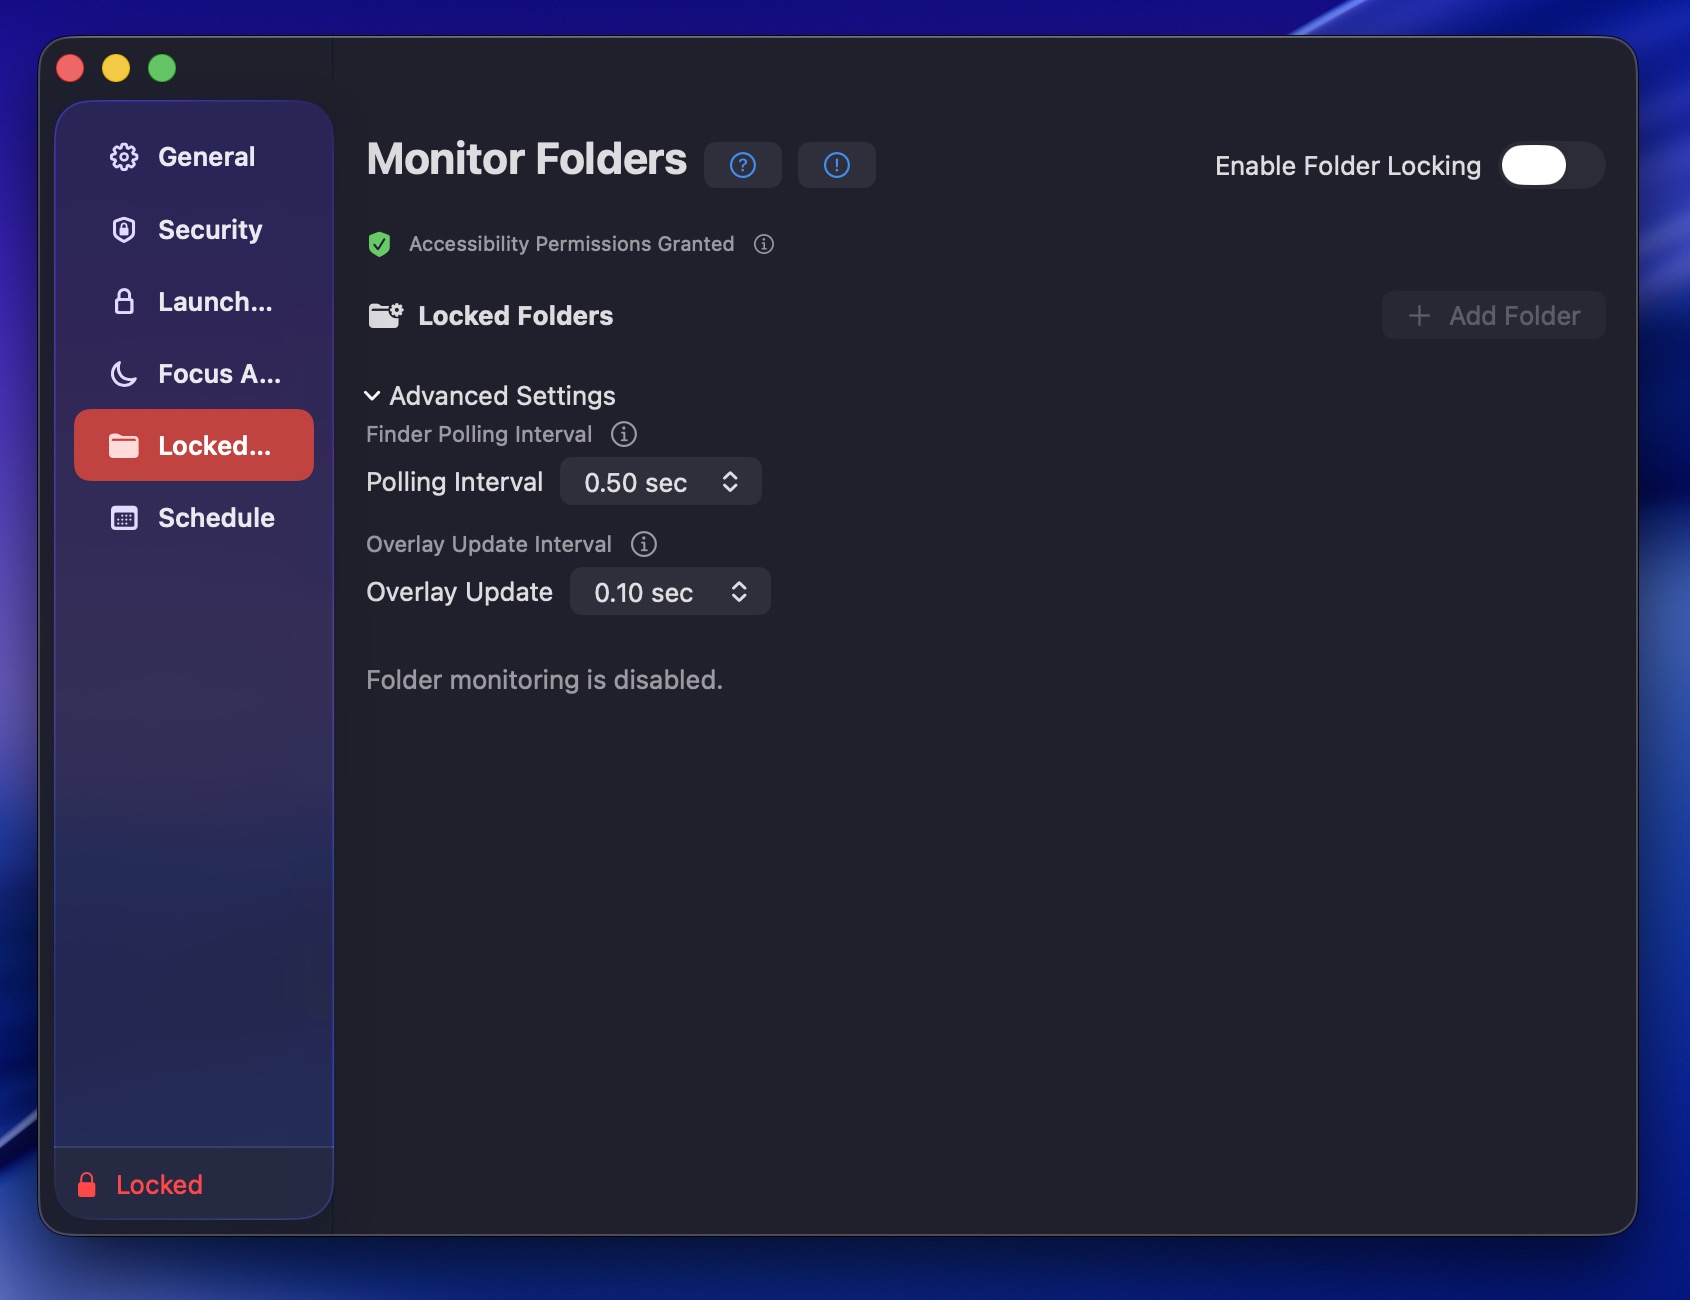 General
Security
Launch...
Focus A...
Locked...
Schedule
Locked
Monitor Folders
Enable Folder Locking
Accessibility Permissions Granted
Locked Folders
Add Folder
Advanced Settings
Finder Polling Interval
Polling Interval 0.50 sec
Overlay Update Interval
Overlay Update 0.10 sec
Folder monitoring is disabled.